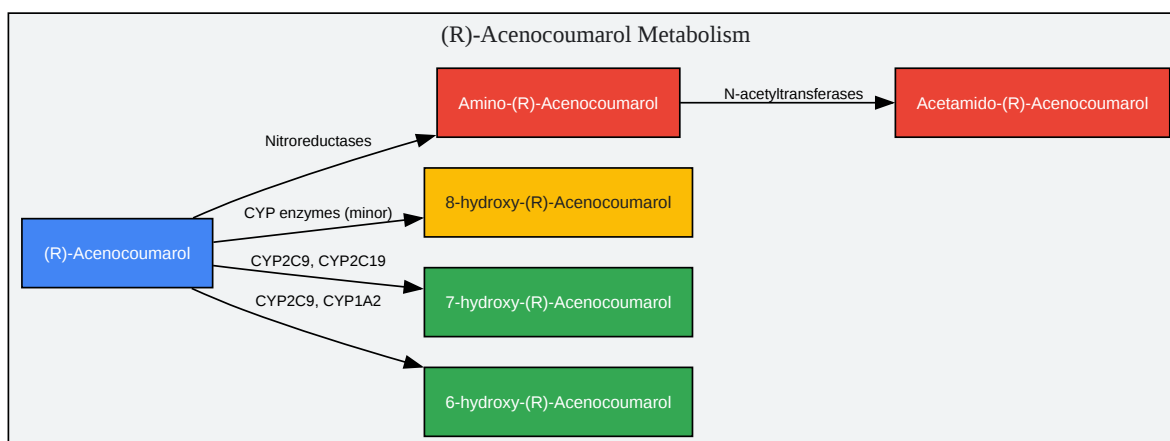 (R)-Acenocoumarol Metabolism
Amino-(R)-Acenocoumarol
N-acetyltransferases
Acetamido-(R)-Acenocoumarol
Nitroreductases
8-hydroxy-(R)-Acenocoumarol
CYP enzymes (minor)
(R)-Acenocoumarol
CYP2C9, CYP2C19
7-hydroxy-(R)-Acenocoumarol
CYP2C9, CYP1A2
6-hydroxy-(R)-Acenocoumarol